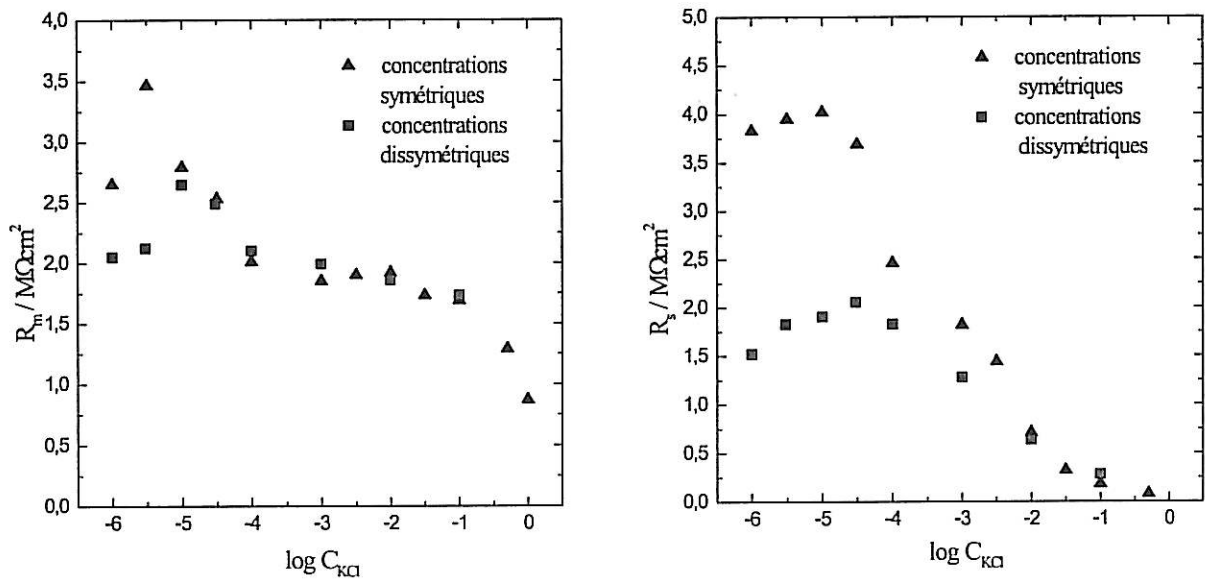 4,0
3,5
3,0
2,5
2,0
1,5
1,0
0,5
0,0
R_m / MΩcm²
concentrations
symétriques
concentrations
dissymétriques
-6 -5 -4 -3 -2 -1 0
log C_KCl
5,0
4,5
4,0
3,5
3,0
2,5
2,0
1,5
1,0
0,5
0,0
R_s / MΩcm²
concentrations
symétriques
concentrations
dissymétriques
-6 -5 -4 -3 -2 -1 0
log C_KCl